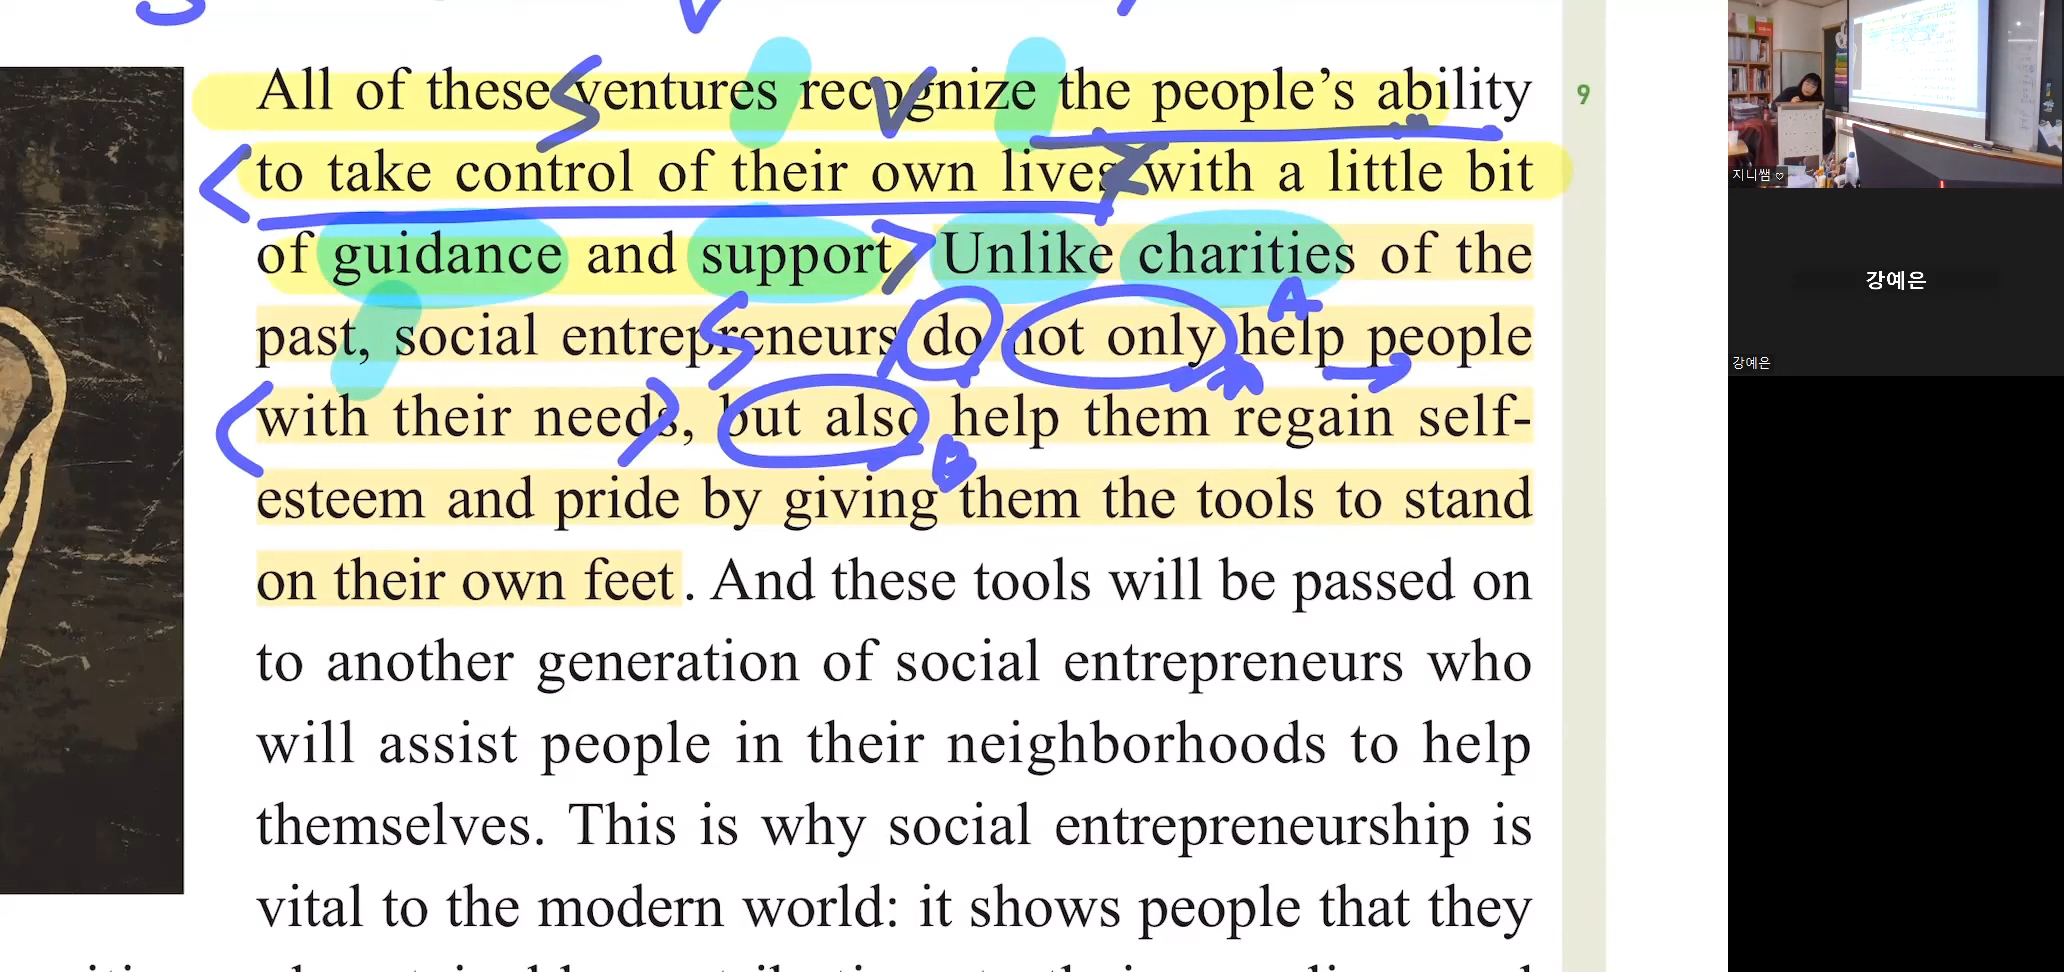 All of these ventures recognize the people's ability
to take control of their own lives with a little bit
of guidance and support. Unlike charities of the
past, social entrepreneurs do not only help people
with their needs, but also help them regain self-
esteem and pride by giving them the tools to stand
on their own feet. And these tools will be passed on
to another generation of social entrepreneurs who
will assist people in their neighborhoods to help
themselves. This is why social entrepreneurship is
vital to the modern world: it shows people that they
9
S
V
S
A
B
지니쌤 ♡
강예은
강예은